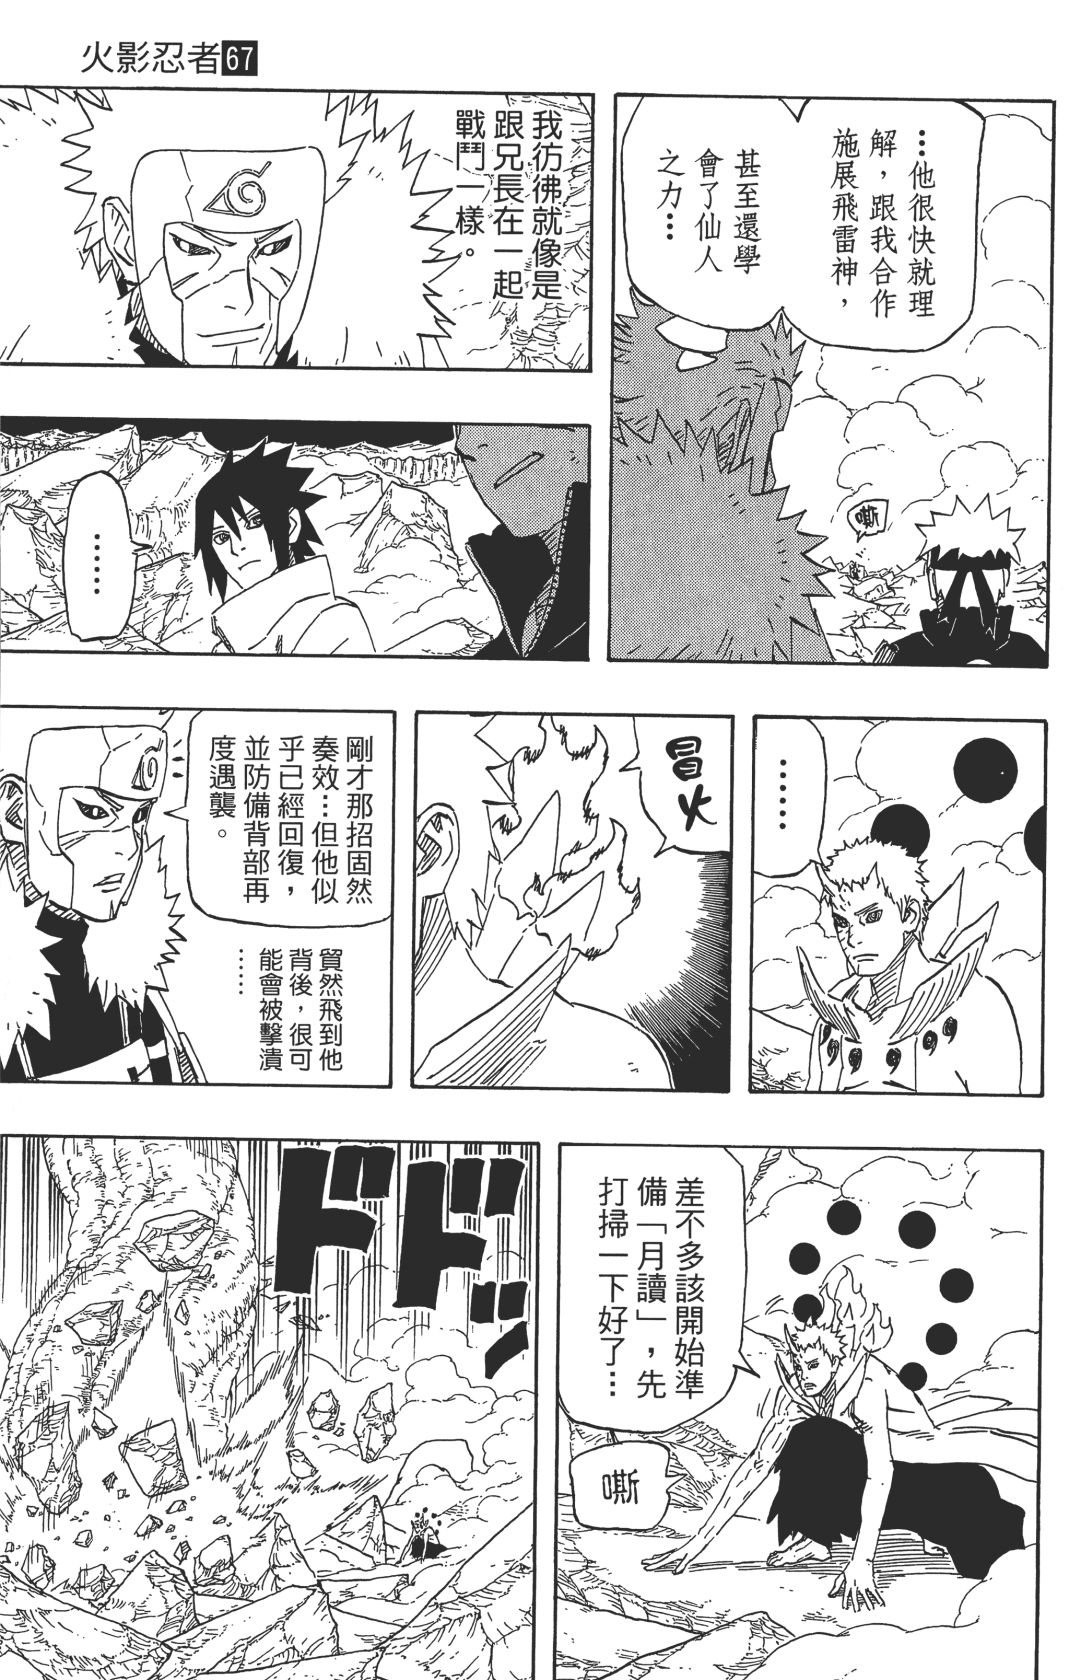 火影忍者67
…他很快就理
解，跟我合作
施展飛雷神，
甚至還學
會了仙人
之力…
嘶
我彷彿就像是
跟兄長在一起
戰鬥一樣。
……
……
冒火
剛才那招固然
奏效…但他似
乎已經回復，
並防備背部再
度遇襲。
貿然飛到他
背後，很可
能會被擊潰
……
差不多該開始準
備「月讀」，先
打掃一下好了…
嘶
ドドドッ